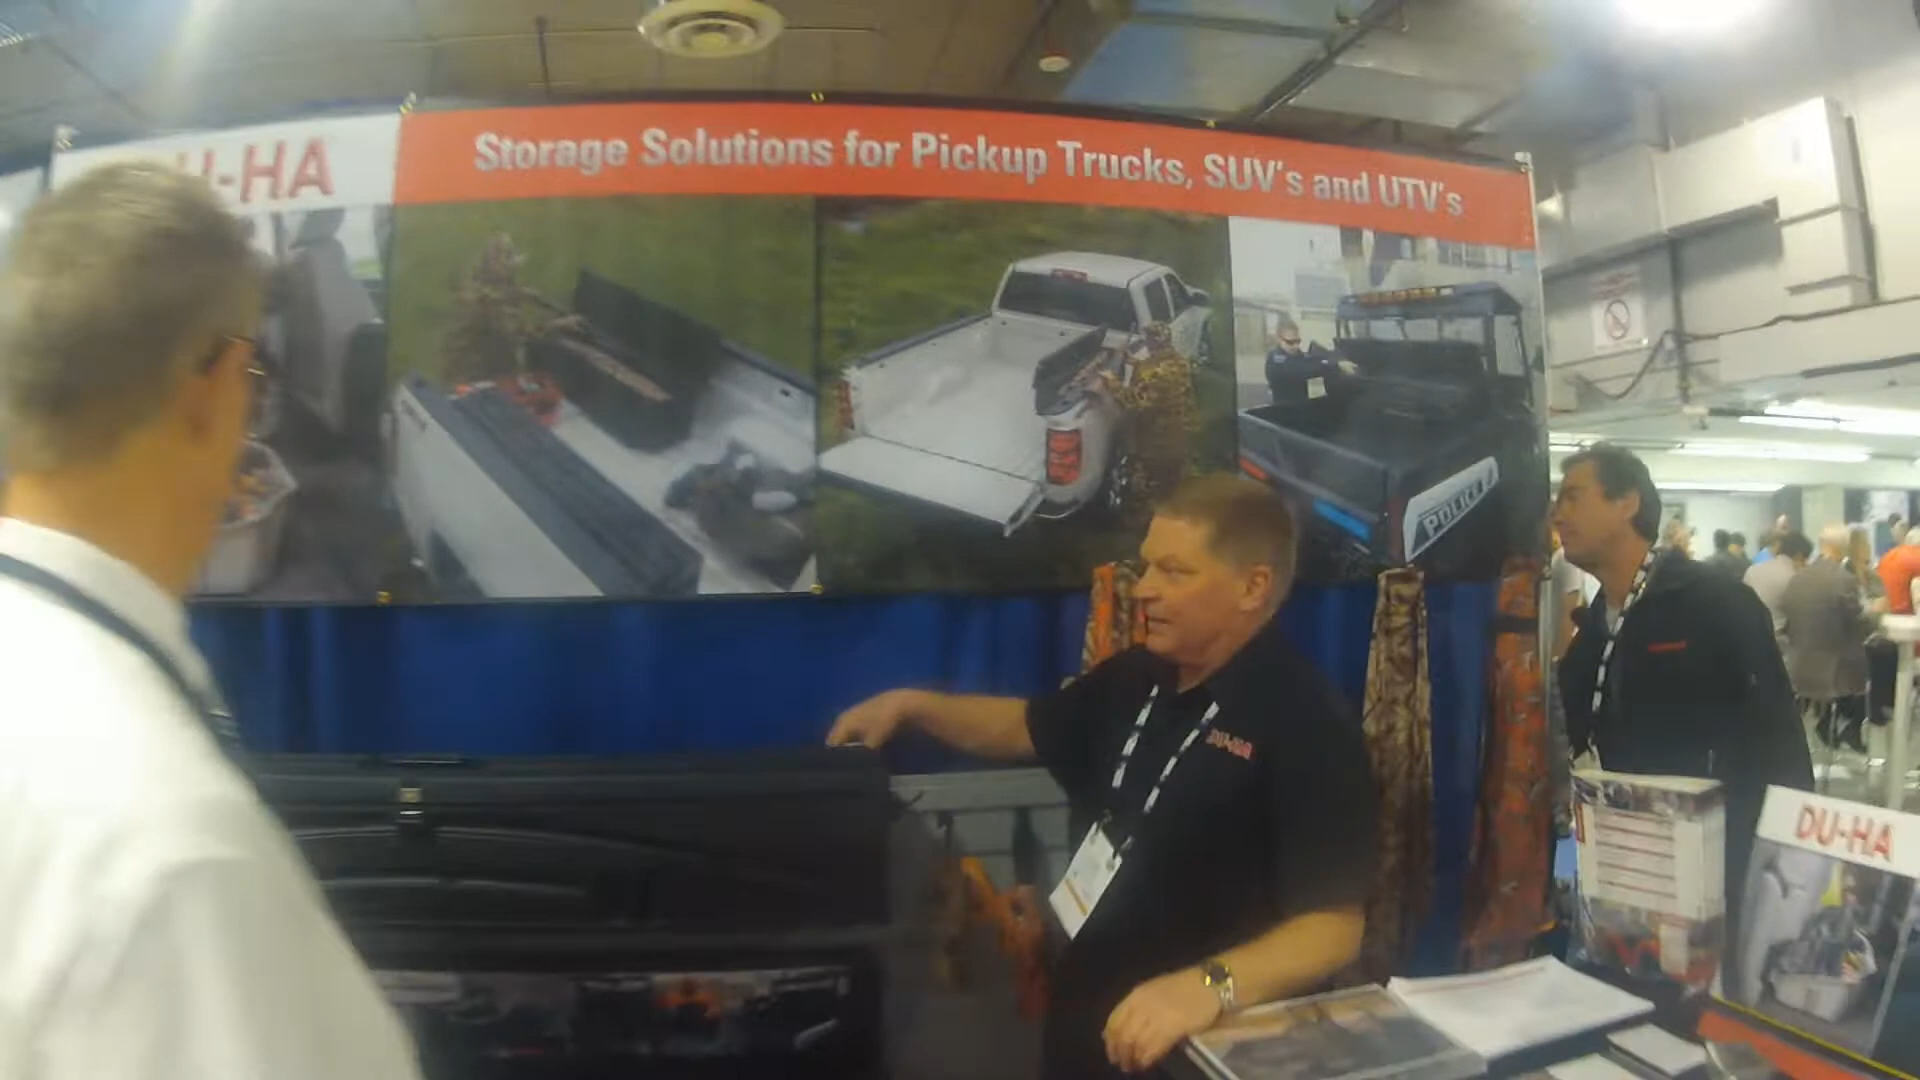 U-HA
Storage Solutions for Pickup Trucks, SUV's and UTV's
POLICE
DU-HA
DU-HA